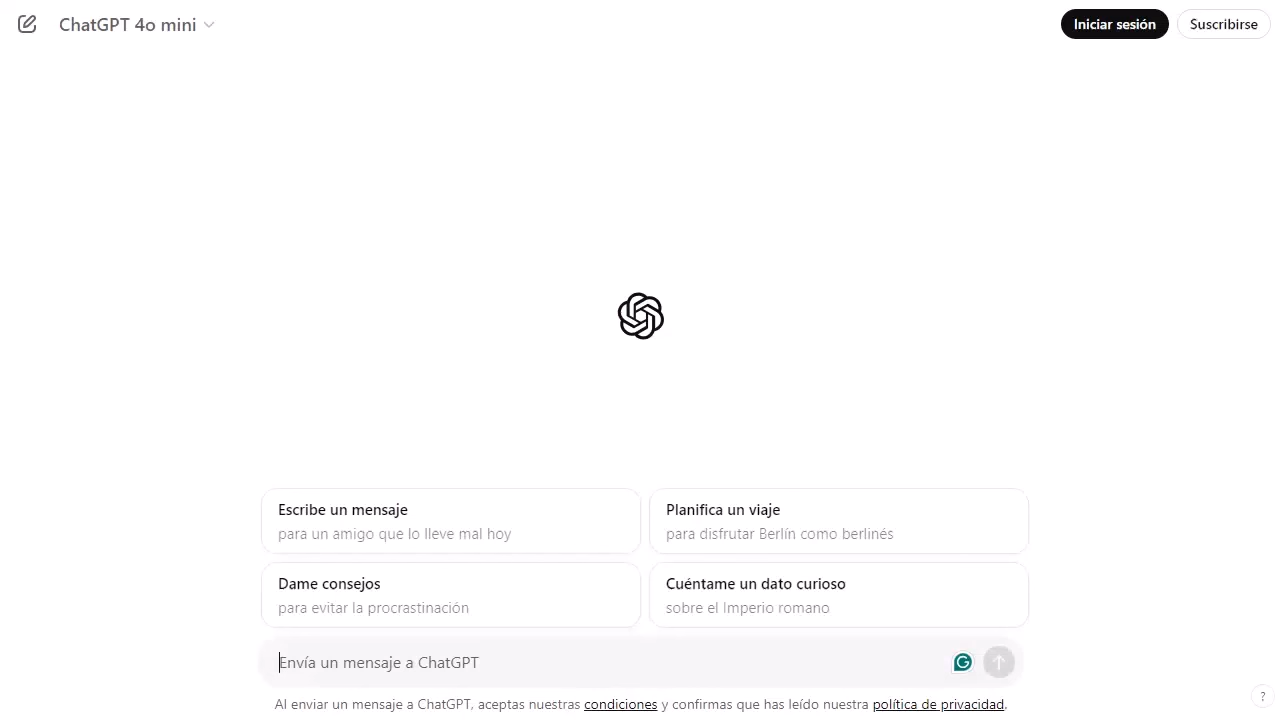 ChatGPT 4o mini
Iniciar sesión
Suscribirse
Escribe un mensaje
para un amigo que lo lleve mal hoy
Planifica un viaje
para disfrutar Berlín como berlinés
Dame consejos
para evitar la procrastinación
Cuéntame un dato curioso
sobre el Imperio romano
Envía un mensaje a ChatGPT
Al enviar un mensaje a ChatGPT, aceptas nuestras condiciones y confirmas que has leído nuestra política de privacidad.
?